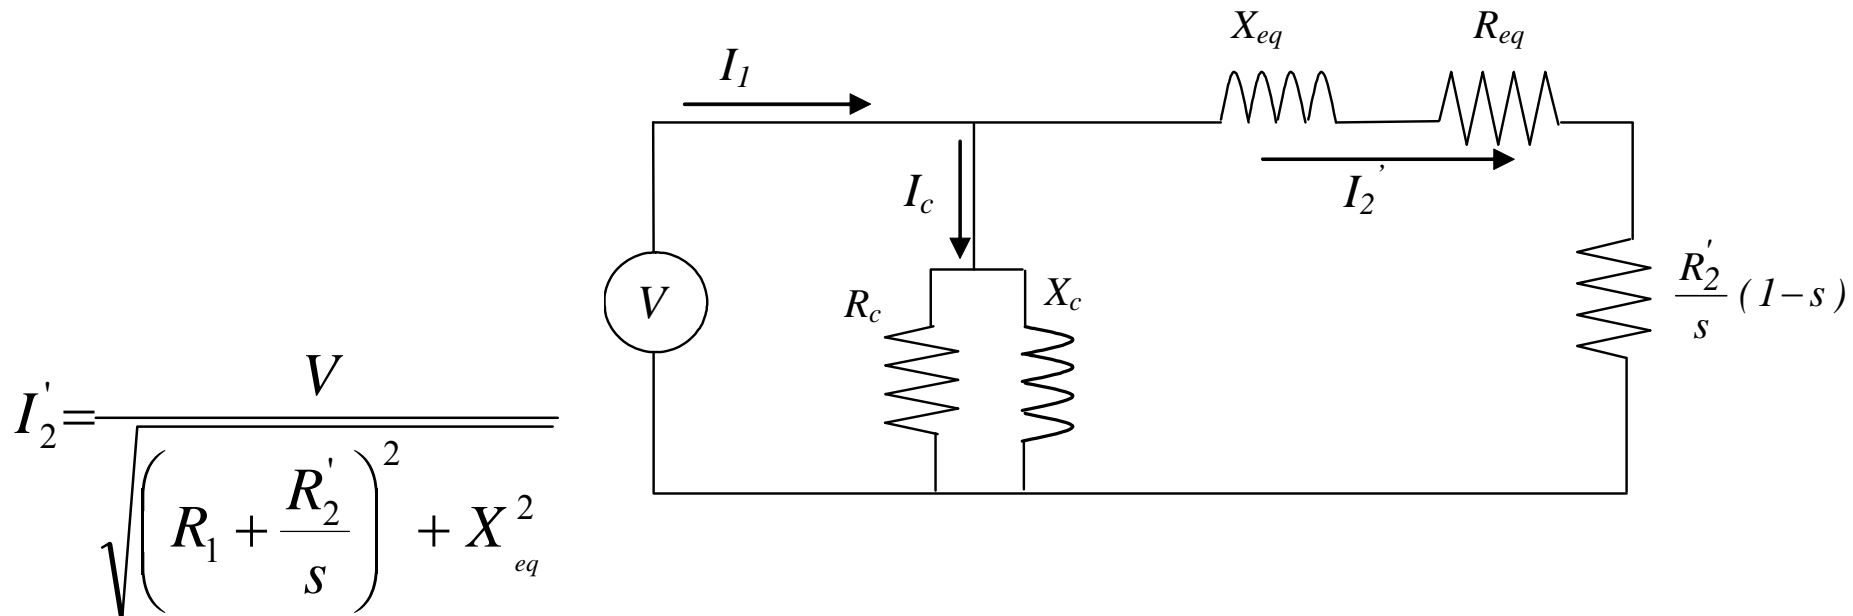 X_eq R_eq
I_1
I_2'
I_c
R_c X_c
V
R_2'/s (1−s)
I_2' = V / √((R_1 + R_2'/s)^2 + X_eq^2)